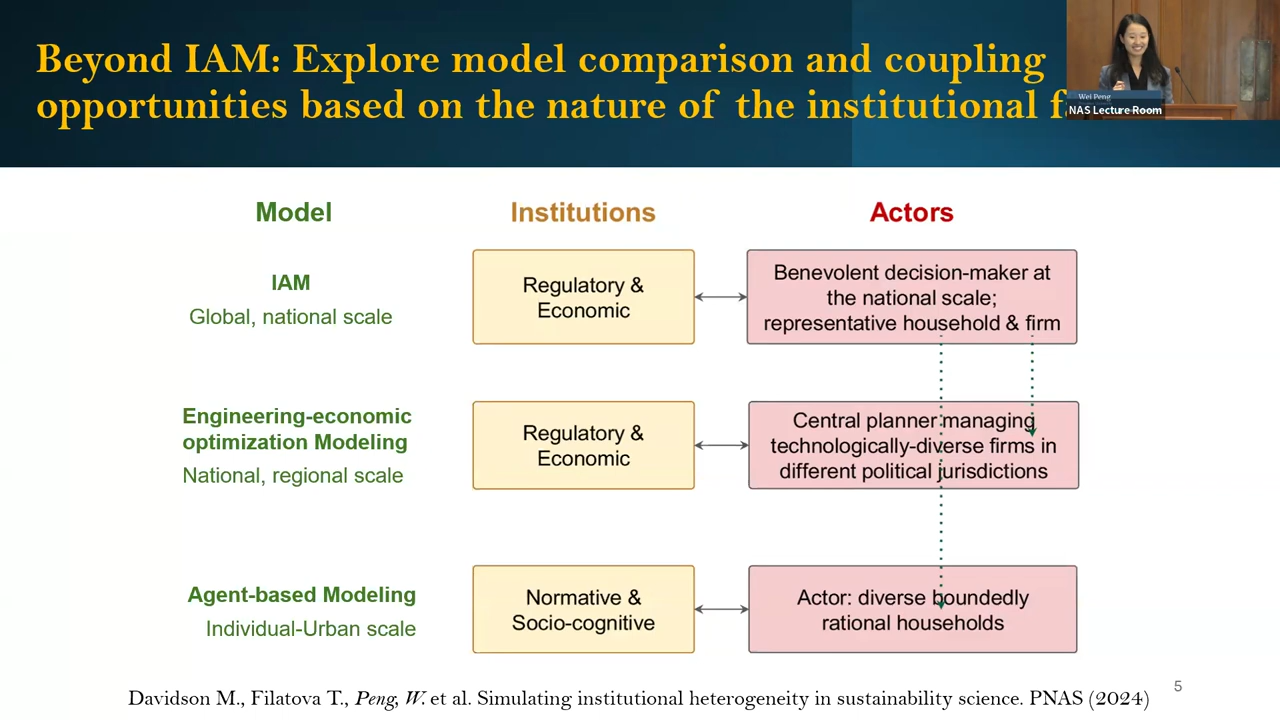 Beyond IAM: Explore model comparison and coupling
opportunities based on the nature of the institutional
Wei Peng
NAS Lecture Room
Model
Institutions
Actors
IAM
Global, national scale
Regulatory &
Economic
Benevolent decision-maker at
the national scale;
representative household & firm
Engineering-economic
optimization Modeling
National, regional scale
Regulatory &
Economic
Central planner managing
technologically-diverse firms in
different political jurisdictions
Agent-based Modeling
Individual-Urban scale
Normative &
Socio-cognitive
Actor: diverse boundedly
rational households
Davidson M., Filatova T., Peng, W. et al. Simulating institutional heterogeneity in sustainability science. PNAS (2024)
5